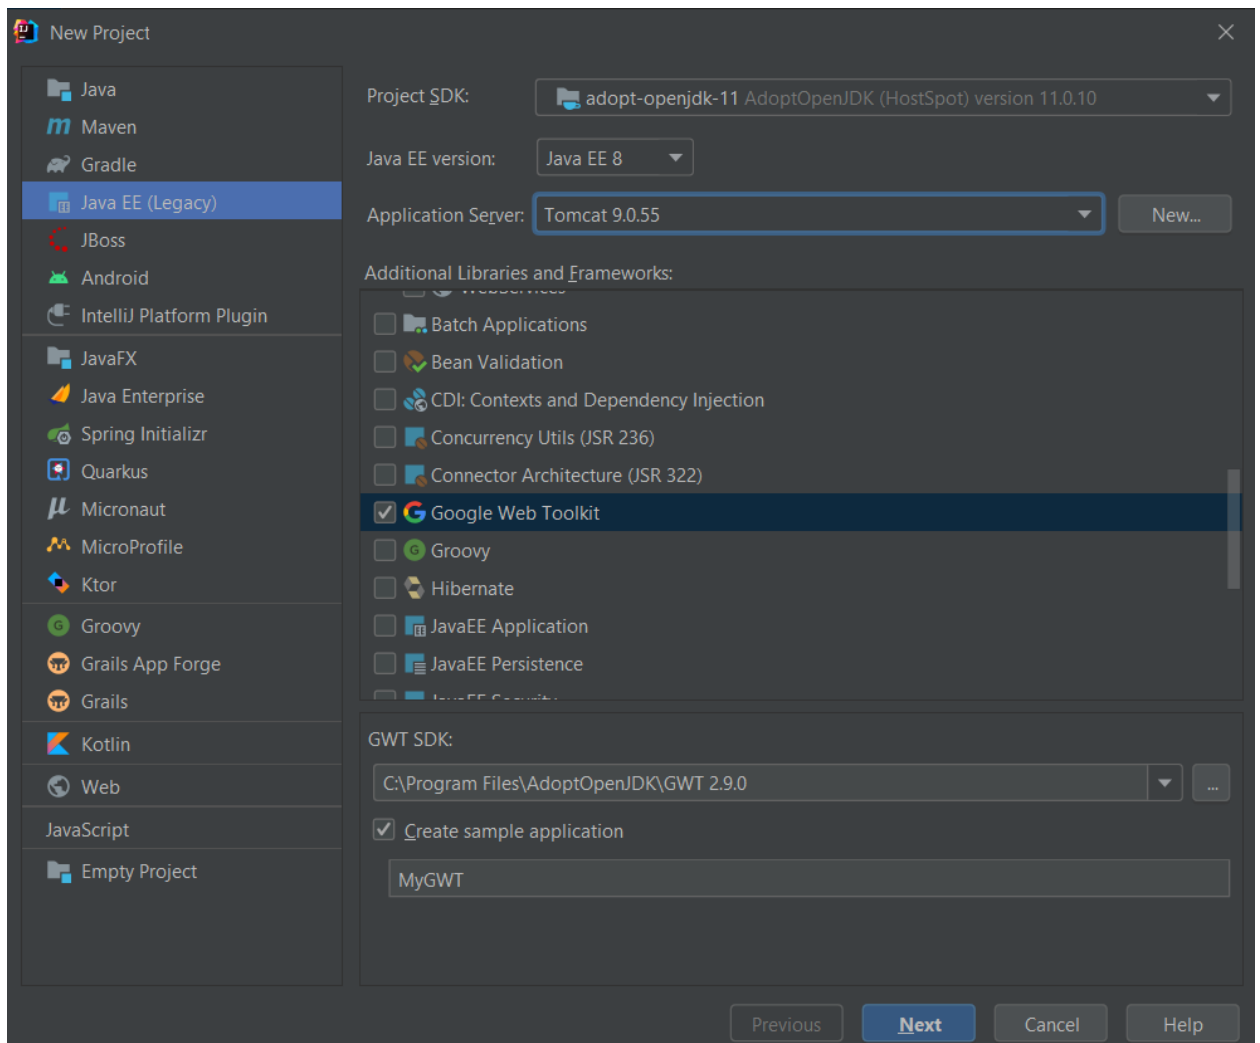 New Project
Java
Maven
Gradle
Java EE (Legacy)
JBoss
Android
IntelliJ Platform Plugin
JavaFX
Java Enterprise
Spring Initializr
Quarkus
Micronaut
MicroProfile
Ktor
Groovy
Grails App Forge
Grails
Kotlin
Web
JavaScript
Empty Project
Project SDK: adopt-openjdk-11 AdoptOpenJDK (HostSpot) version 11.0.10
Java EE version: Java EE 8
Application Server: Tomcat 9.0.55 New...
Additional Libraries and Frameworks:
WebServices
Batch Applications
Bean Validation
CDI: Contexts and Dependency Injection
Concurrency Utils (JSR 236)
Connector Architecture (JSR 322)
Google Web Toolkit
Groovy
Hibernate
JavaEE Application
JavaEE Persistence
JavaEE Security
GWT SDK:
C:\Program Files\AdoptOpenJDK\GWT 2.9.0 ...
Create sample application
MyGWT
Previous Next Cancel Help